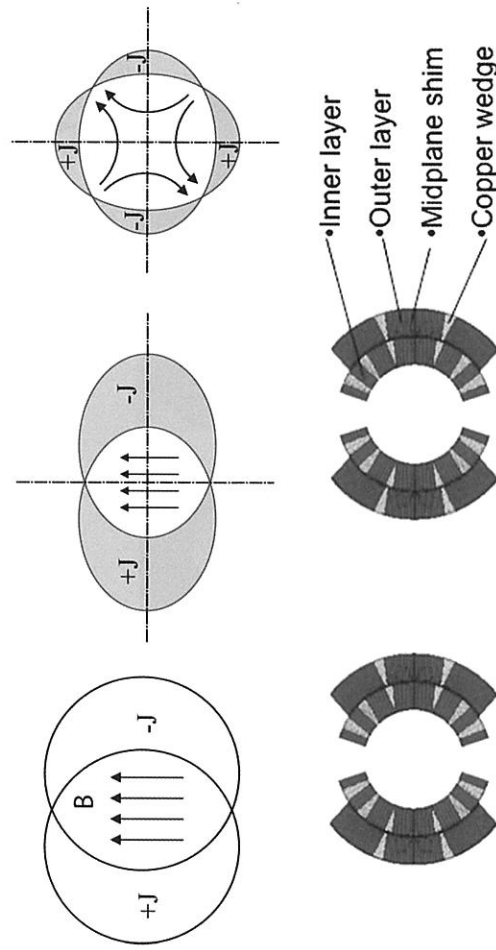 B
+J
-J
+J
-J
+J
-J
-J
+J
•Inner layer
•Outer layer
•Midplane shim
•Copper wedge